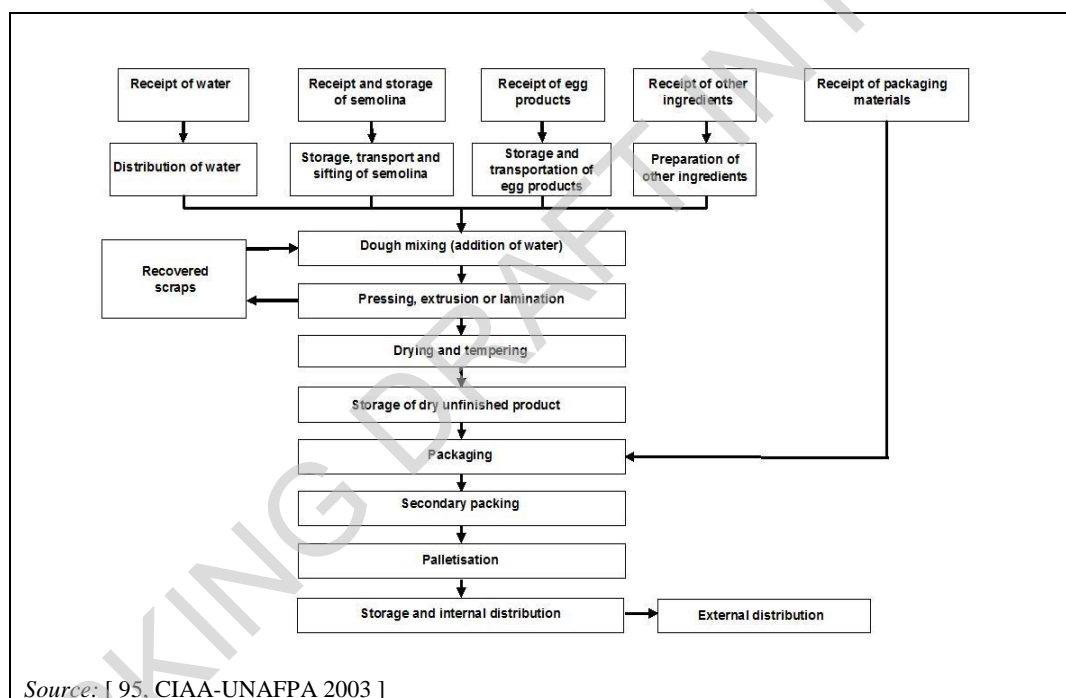 Receipt of water
Receipt and storage
of semolina
Receipt of egg
products
Receipt of other
ingredients
Receipt of packaging
materials
Distribution of water
Storage, transport and
sifting of semolina
Storage and
transportation of
egg products
Preparation of
other ingredients
Dough mixing (addition of water)
Recovered
scraps
Pressing, extrusion or lamination
Drying and tempering
Storage of dry unfinished product
Packaging
Secondary packing
Palletisation
Storage and internal distribution
External distribution
Source: [ 95, CIAA-UNAFPA 2003 ]
KING DRAFT IN